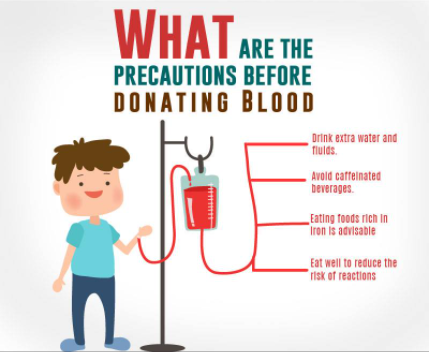 WHAT ARE THE
PRECAUTIONS BEFORE
DONATING BLOOD
Drink extra water and
fluids.
Avoid caffeinated
beverages.
Eating foods rich in
iron is advisable
Eat well to reduce the
risk of reactions